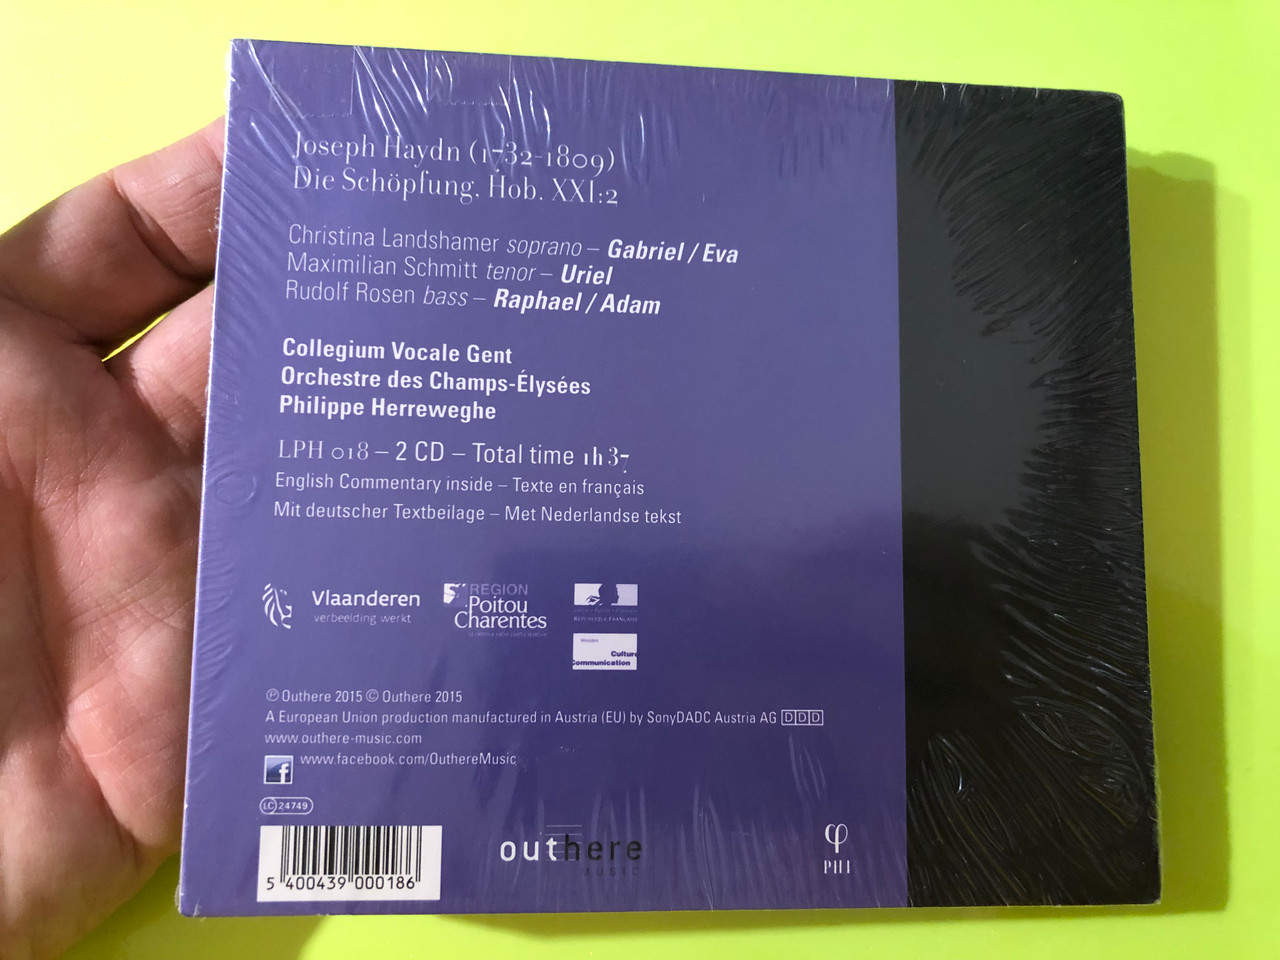 Joseph Haydn (1732-1809)
Die Schöpfung, Hob. XXI:2
Christina Landshamer soprano – Gabriel / Eva
Maximilian Schmitt tenor – Uriel
Rudolf Rosen bass – Raphael / Adam
Collegium Vocale Gent
Orchestre des Champs-Élysées
Philippe Herreweghe
LPH 018 – 2 CD – Total time 1h37
English Commentary inside – Texte en français
Mit deutscher Textbeilage – Met Nederlandse tekst
Vlaanderen
verbeelding werkt
REGION
Poitou
Charentes
RÉPUBLIQUE FRANÇAISE
Culture
Communication
℗ Outhere 2015 © Outhere 2015
A European Union production manufactured in Austria (EU) by SonyDADC Austria AG DDD
www.outhere-music.com
www.facebook.com/OuthereMusic
LC 24749
5 400439 000186
outhere
MUSIC
φ
PHI